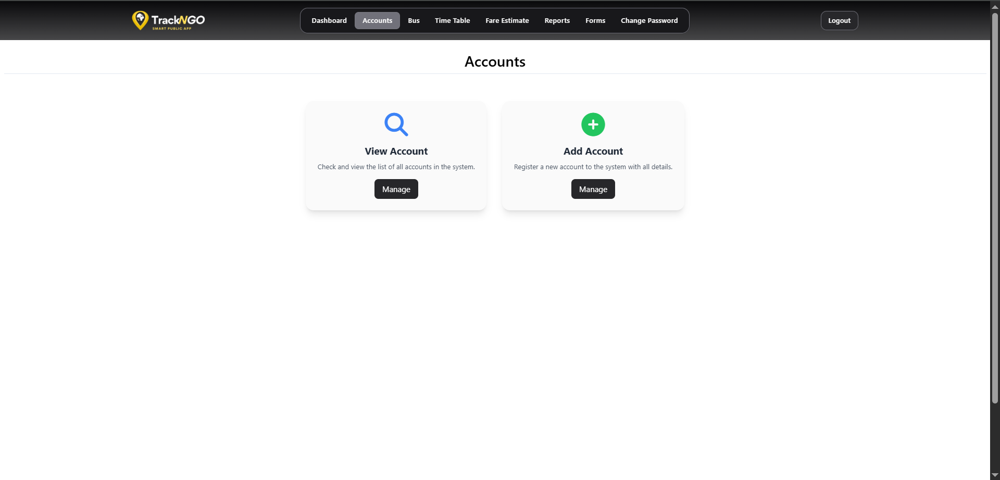 TrackNGO
SMART PUBLIC APP
Dashboard Accounts Bus Time Table Fare Estimate Reports Forms Change Password
Logout
Accounts
View Account
Check and view the list of all accounts in the system.
Manage
Add Account
Register a new account to the system with all details.
Manage